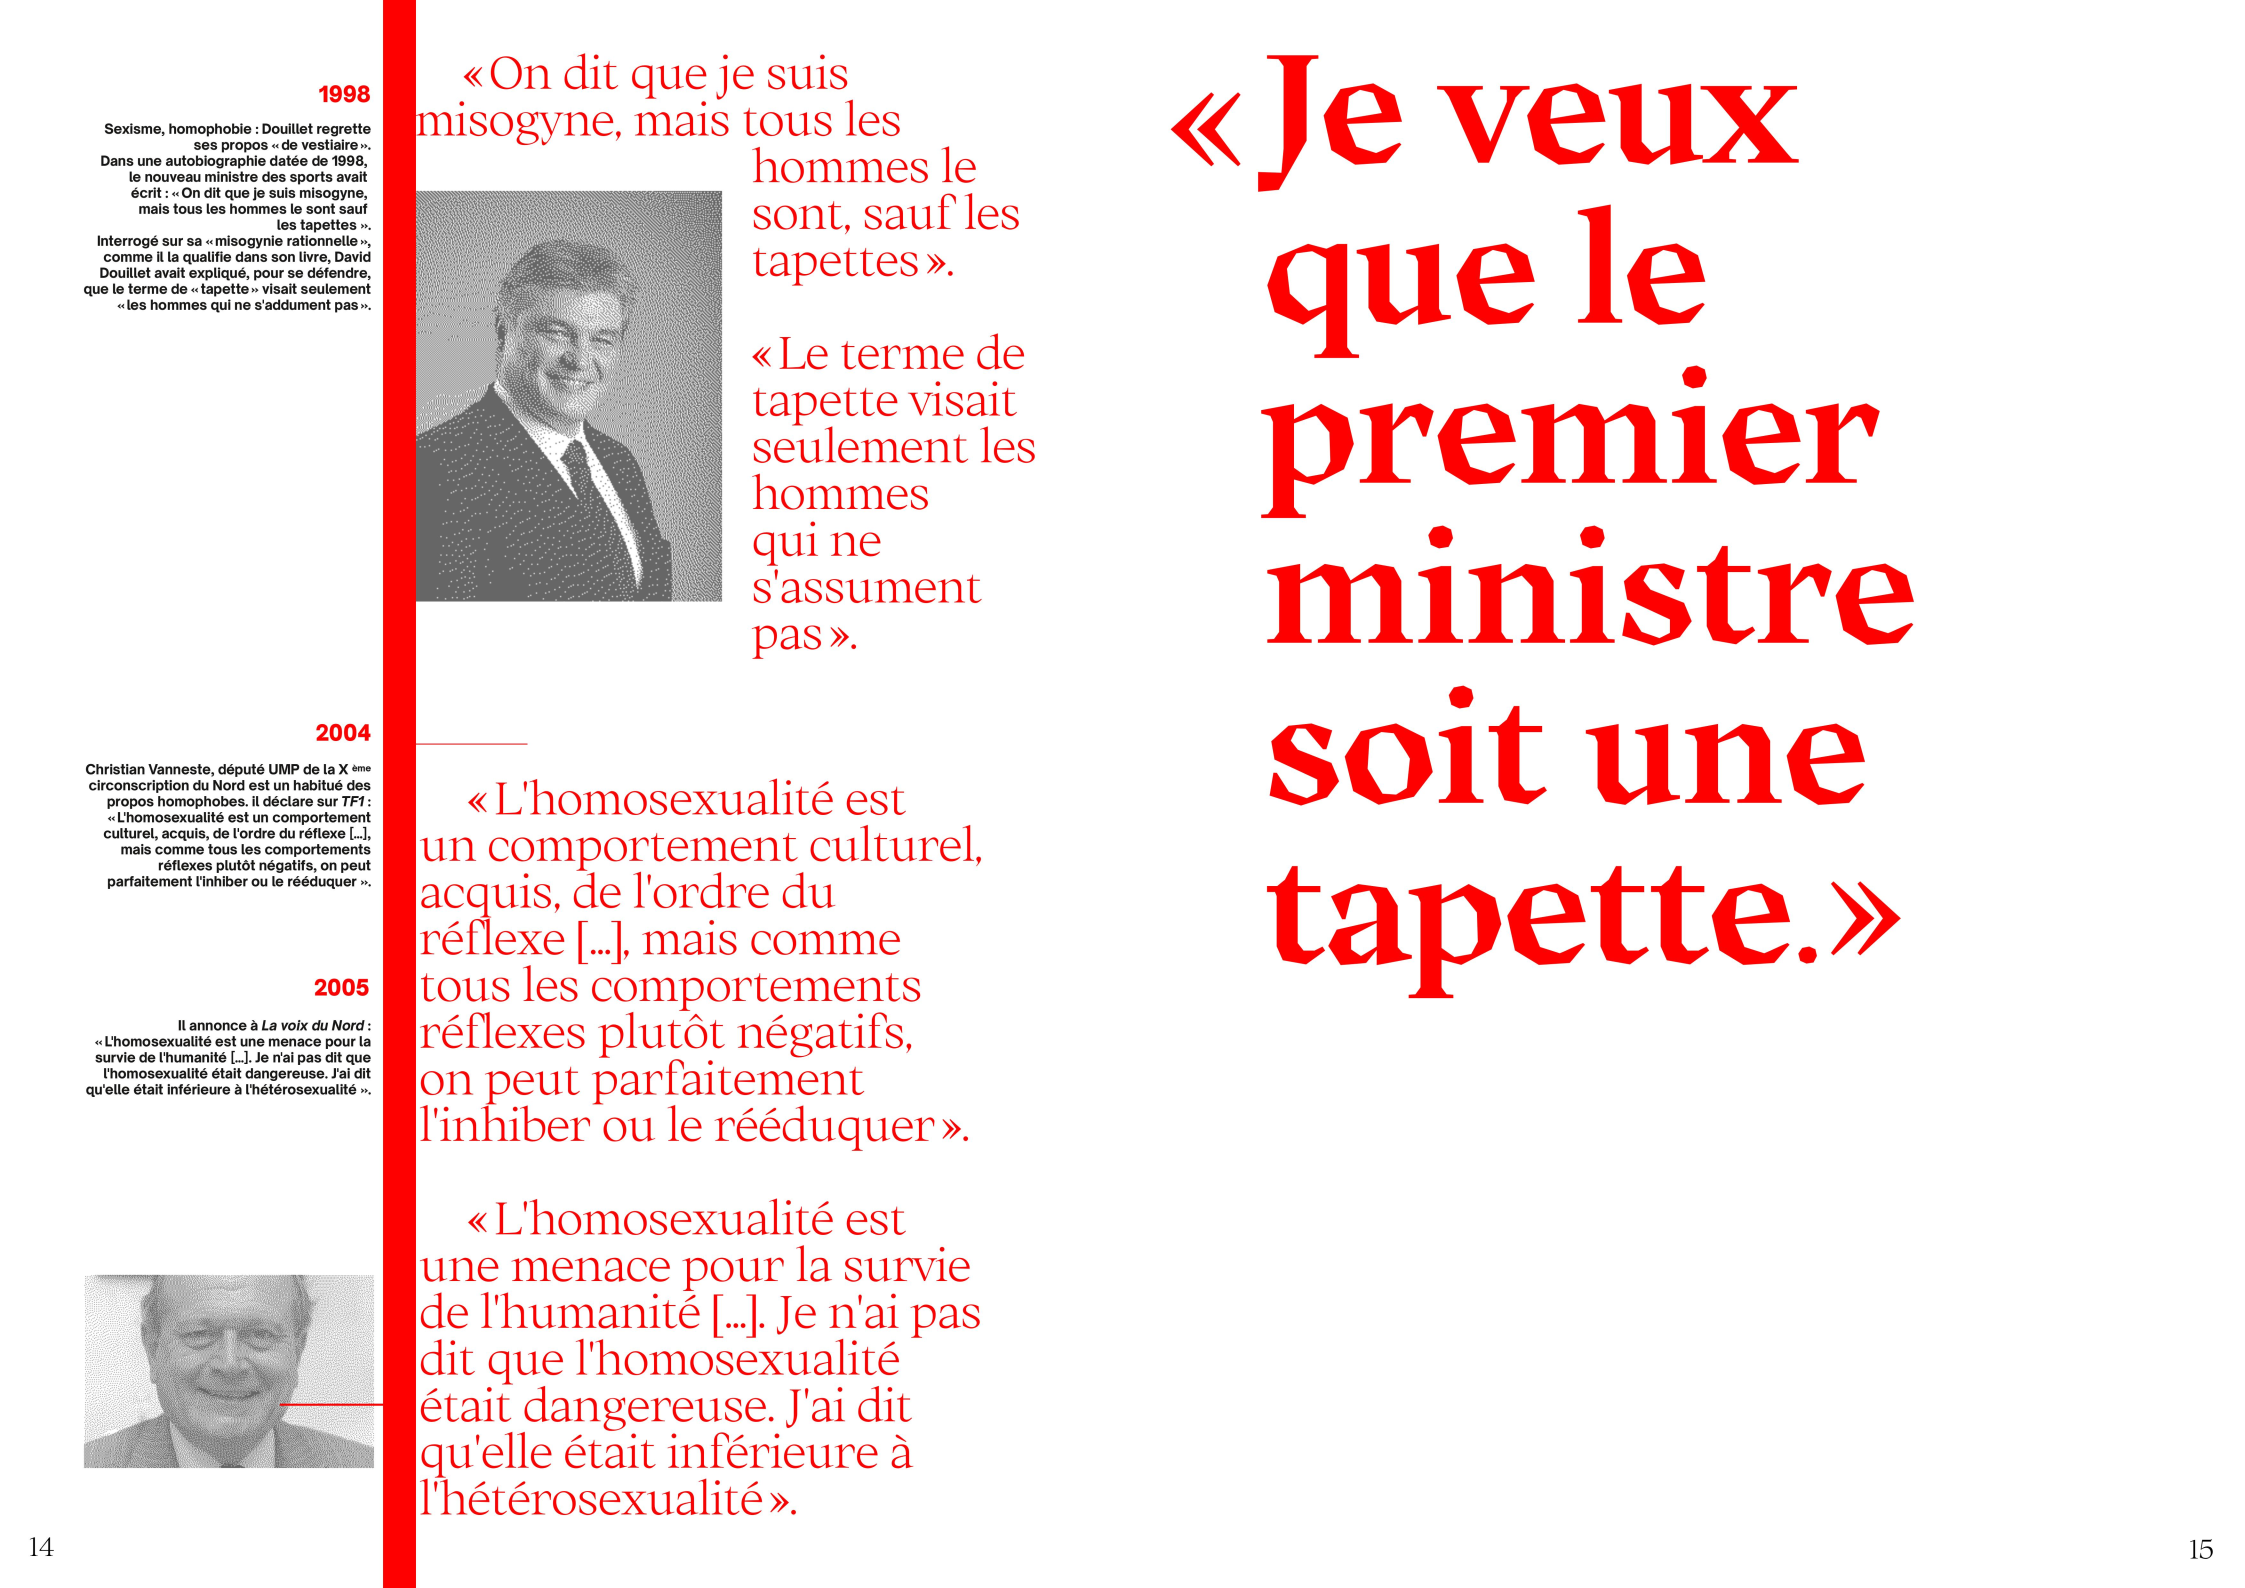 1998
Sexisme, homophobie : Douillet regrette
ses propos « de vestiaire ».
Dans une autobiographie datée de 1998,
le nouveau ministre des sports avait
écrit : « On dit que je suis misogyne,
mais tous les hommes le sont sauf
les tapettes ».
Interrogé sur sa « misogynie rationnelle »,
comme il la qualifie dans son livre, David
Douillet avait expliqué, pour se défendre,
que le terme de « tapette » visait seulement
« les hommes qui ne s'addument pas ».
2004
Christian Vanneste, député UMP de la X ème
circonscription du Nord est un habitué des
propos homophobes. il déclare sur TF1 :
« L'homosexualité est un comportement
culturel, acquis, de l'ordre du réflexe [...],
mais comme tous les comportements
réflexes plutôt négatifs, on peut
parfaitement l'inhiber ou le rééduquer ».
2005
Il annonce à La voix du Nord :
« L'homosexualité est une menace pour la
survie de l'humanité [...]. Je n'ai pas dit que
l'homosexualité était dangereuse. J'ai dit
qu'elle était inférieure à l'hétérosexualité ».
14
« On dit que je suis
misogyne, mais tous les
hommes le
sont, sauf les
tapettes ».
« Le terme de
tapette visait
seulement les
hommes
qui ne
s'assument
pas ».
« L'homosexualité est
un comportement culturel,
acquis, de l'ordre du
réflexe [...], mais comme
tous les comportements
réflexes plutôt négatifs,
on peut parfaitement
l'inhiber ou le rééduquer ».
« L'homosexualité est
une menace pour la survie
de l'humanité [...]. Je n'ai pas
dit que l'homosexualité
était dangereuse. J'ai dit
qu'elle était inférieure à
l'hétérosexualité ».
« Je veux
que le
premier
ministre
soit une
tapette. »
15